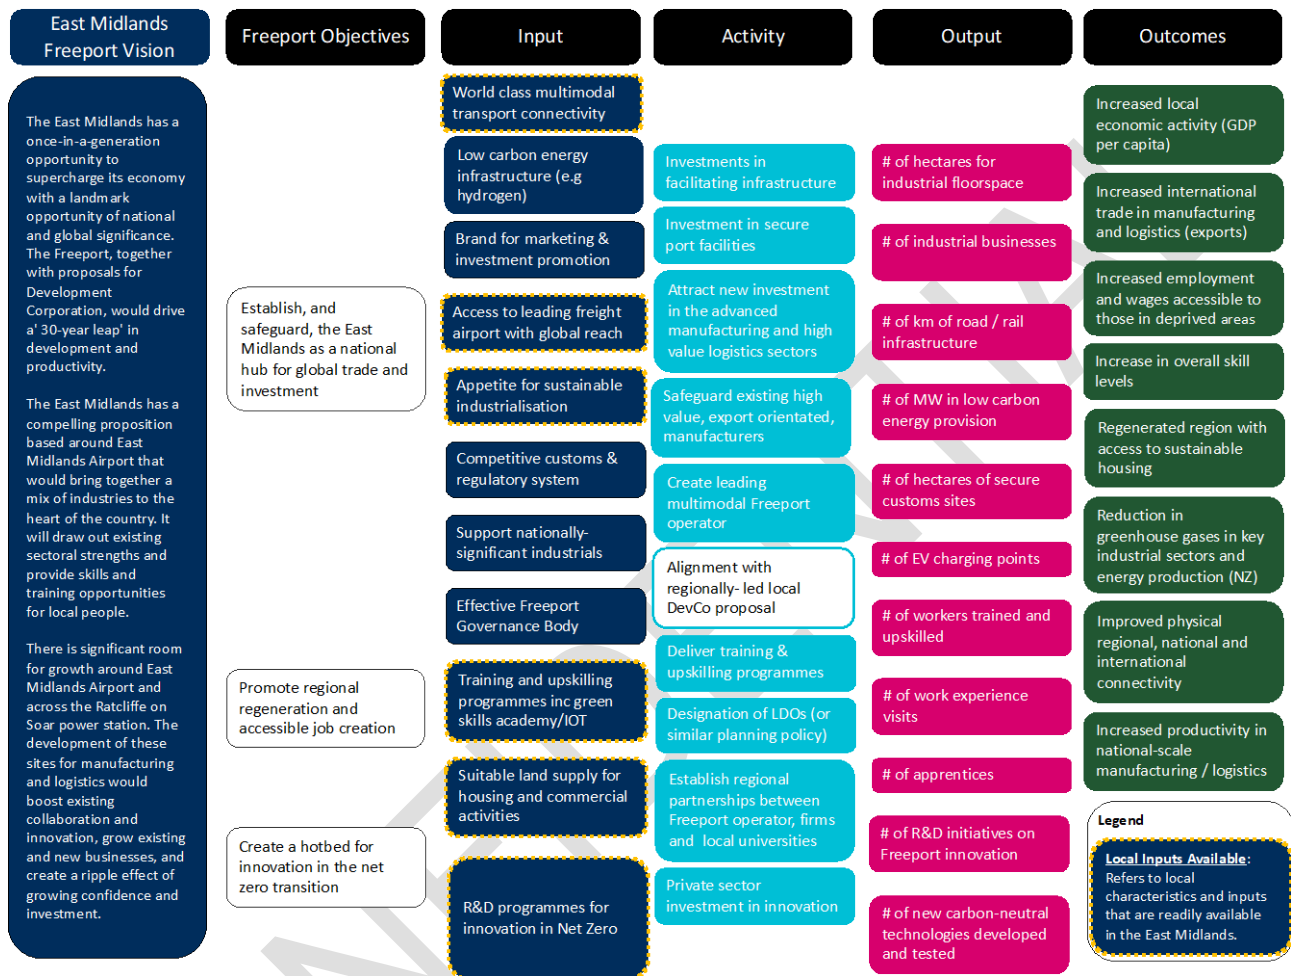 East Midlands
Freeport Vision
The East Midlands has a
once-in-a-generation
opportunity to
supercharge its economy
with a landmark
opportunity of national
and global significance.
The Freeport, together
with proposals for
Development
Corporation, would drive
a' 30-year leap' in
development and
productivity.
The East Midlands has a
compelling proposition
based around East
Midlands Airport that
would bring together a
mix of industries to the
heart of the country. It
will draw out existing
sectoral strengths and
provide skills and
training opportunities
for local people.
There is significant room
for growth around East
Midlands Airport and
across the Ratcliffe on
Soar power station. The
development of these
sites for manufacturing
and logistics would
boost existing
collaboration and
innovation, grow existing
and new businesses, and
create a ripple effect of
growing confidence and
investment.
Freeport Objectives
Establish, and
safeguard, the East
Midlands as a national
hub for global trade and
investment
Promote regional
regeneration and
accessible job creation
Create a hotbed for
innovation in the net
zero transition
Input
World class multimodal
transport connectivity
Low carbon energy
infrastructure (e.g
hydrogen)
Brand for marketing &
investment promotion
Access to leading freight
airport with global reach
Appetite for sustainable
industrialisation
Competitive customs &
regulatory system
Support nationally-
significant industrials
Effective Freeport
Governance Body
Training and upskilling
programmes inc green
skills academy/IOT
Suitable land supply for
housing and commercial
activities
R&D programmes for
innovation in Net Zero
Activity
Investments in
facilitating infrastructure
Investment in secure
port facilities
Attract new investment
in the advanced
manufacturing and high
value logistics sectors
Safeguard existing high
value, export orientated,
manufacturers
Create leading
multimodal Freeport
operator
Alignment with
regionally- led local
DevCo proposal
Deliver training &
upskilling programmes
Designation of LDOs (or
similar planning policy)
Establish regional
partnerships between
Freeport operator, firms
and local universities
Private sector
investment in innovation
Output
# of hectares for
industrial floorspace
# of industrial businesses
# of km of road / rail
infrastructure
# of MW in low carbon
energy provision
# of hectares of secure
customs sites
# of EV charging points
# of workers trained and
upskilled
# of work experience
visits
# of apprentices
# of R&D initiatives on
Freeport innovation
# of new carbon-neutral
technologies developed
and tested
Outcomes
Increased local
economic activity (GDP
per capita)
Increased international
trade in manufacturing
and logistics (exports)
Increased employment
and wages accessible to
those in deprived areas
Increase in overall skill
levels
Regenerated region with
access to sustainable
housing
Reduction in
greenhouse gases in key
industrial sectors and
energy production (NZ)
Improved physical
regional, national and
international
connectivity
Increased productivity in
national-scale
manufacturing / logistics
Legend
Local Inputs Available:
Refers to local
characteristics and inputs
that are readily available
in the East Midlands.